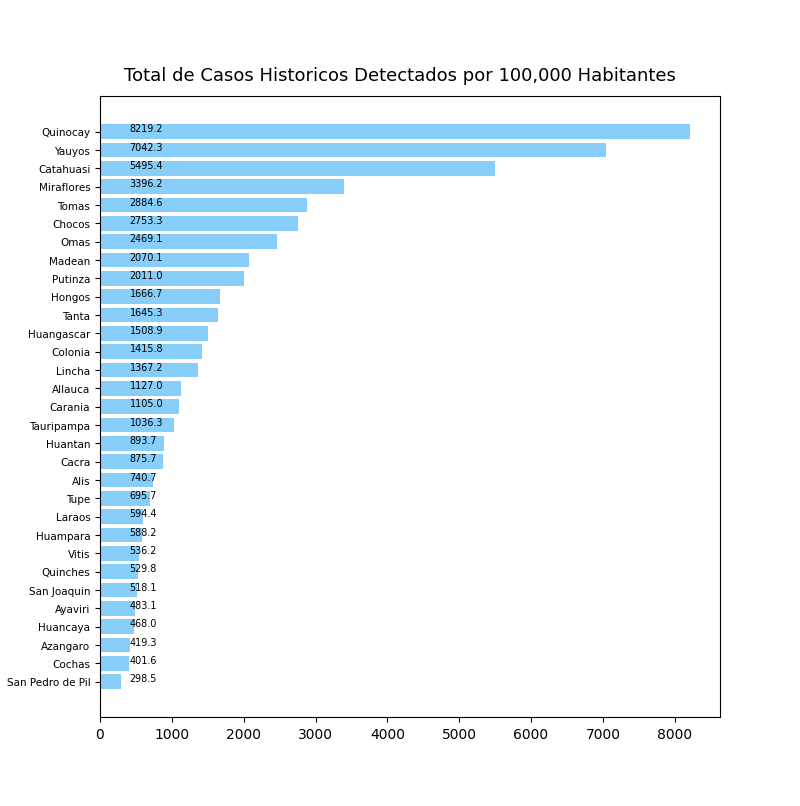 Total de Casos Historicos Detectados por 100,000 Habitantes
Quinocay 8219.2
Yauyos 7042.3
Catahuasi 5495.4
Miraflores 3396.2
Tomas 2884.6
Chocos 2753.3
Omas 2469.1
Madean 2070.1
Putinza 2011.0
Hongos 1666.7
Tanta 1645.3
Huangascar 1508.9
Colonia 1415.8
Lincha 1367.2
Allauca 1127.0
Carania 1105.0
Tauripampa 1036.3
Huantan 893.7
Cacra 875.7
Alis 740.7
Tupe 695.7
Laraos 594.4
Huampara 588.2
Vitis 536.2
Quinches 529.8
San Joaquin 518.1
Ayaviri 483.1
Huancaya 468.0
Azangaro 419.3
Cochas 401.6
San Pedro de Pil 298.5
0 1000 2000 3000 4000 5000 6000 7000 8000